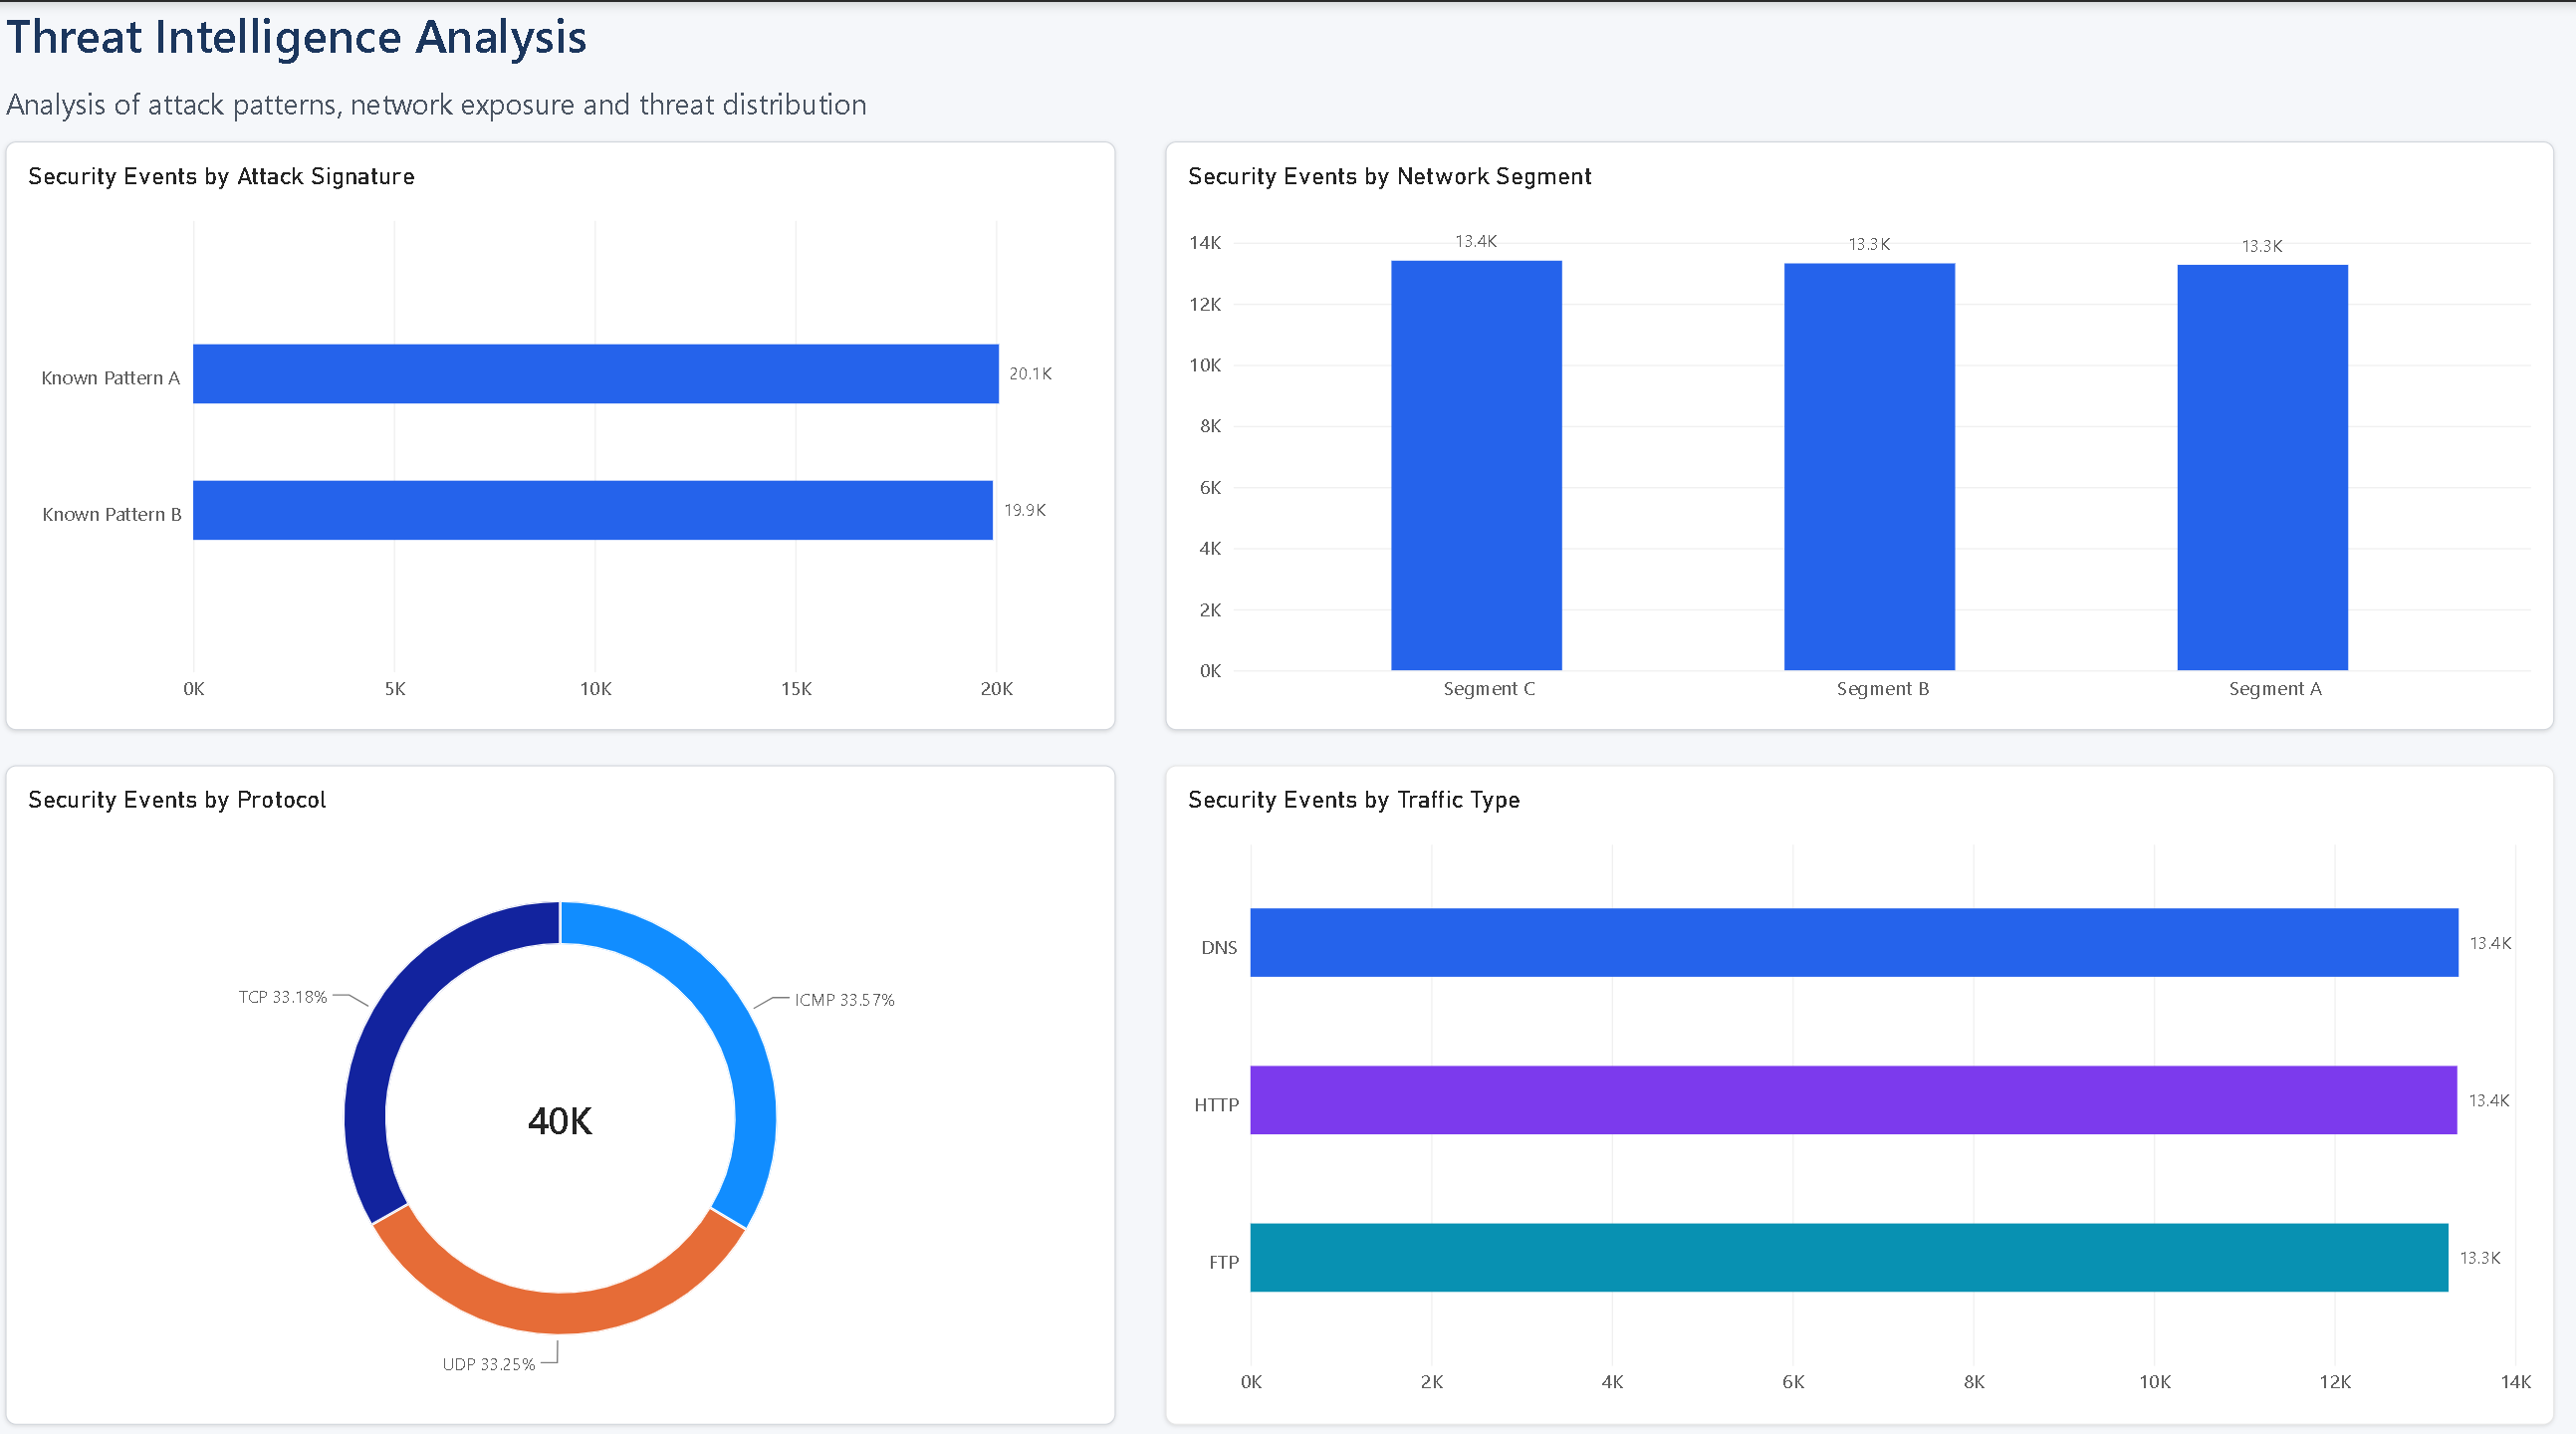 Threat Intelligence Analysis
Analysis of attack patterns, network exposure and threat distribution
Security Events by Attack Signature
Known Pattern A
20.1K
Known Pattern B
19.9K
0K 5K 10K 15K 20K
Security Events by Network Segment
14K
12K
10K
8K
6K
4K
2K
0K
13.4K 13.3K 13.3K
Segment C Segment B Segment A
Security Events by Protocol
TCP 33.18%
ICMP 33.57%
40K
UDP 33.25%
Security Events by Traffic Type
DNS
13.4K
HTTP
13.4K
FTP
13.3K
0K 2K 4K 6K 8K 10K 12K 14K